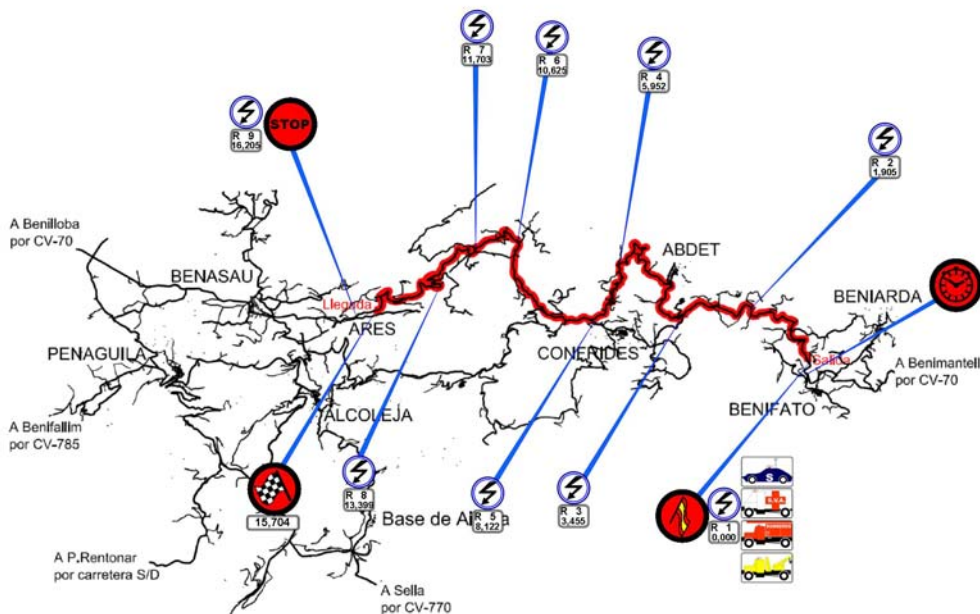 R 7
11,703
R 6
10,625
R 4
5,952
R 9
16,205
STOP
R 2
1,905
A Benilloba
por CV-70
BENASAU
ABDET
BENIARDA
Llegada
ARES
PENAGUILA
CONFRIDES
Salida
A Benimantell
por CV-70
BENIFATO
A Benifallim
por CV-785
ALCOLEJA
R 8
13,399
15,704
R 5
8,122
R 3
3,455
R 1
0,000
S
Base de
A P.Rentonar
por carretera S/D
A Sella
por CV-770